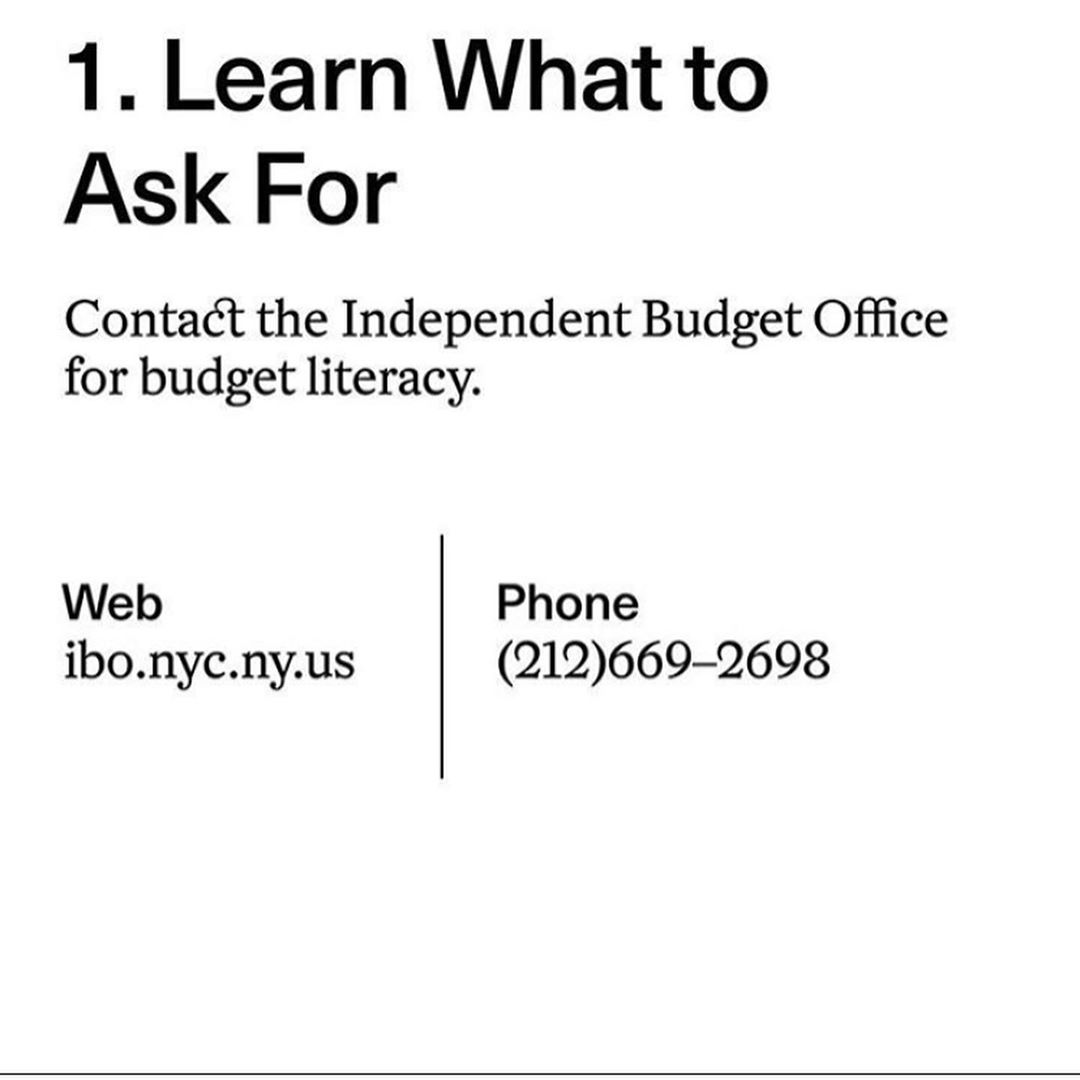 1. Learn What to
Ask For
Contact the Independent Budget Office
for budget literacy.
Web
ibo.nyc.ny.us
Phone
(212)669–2698